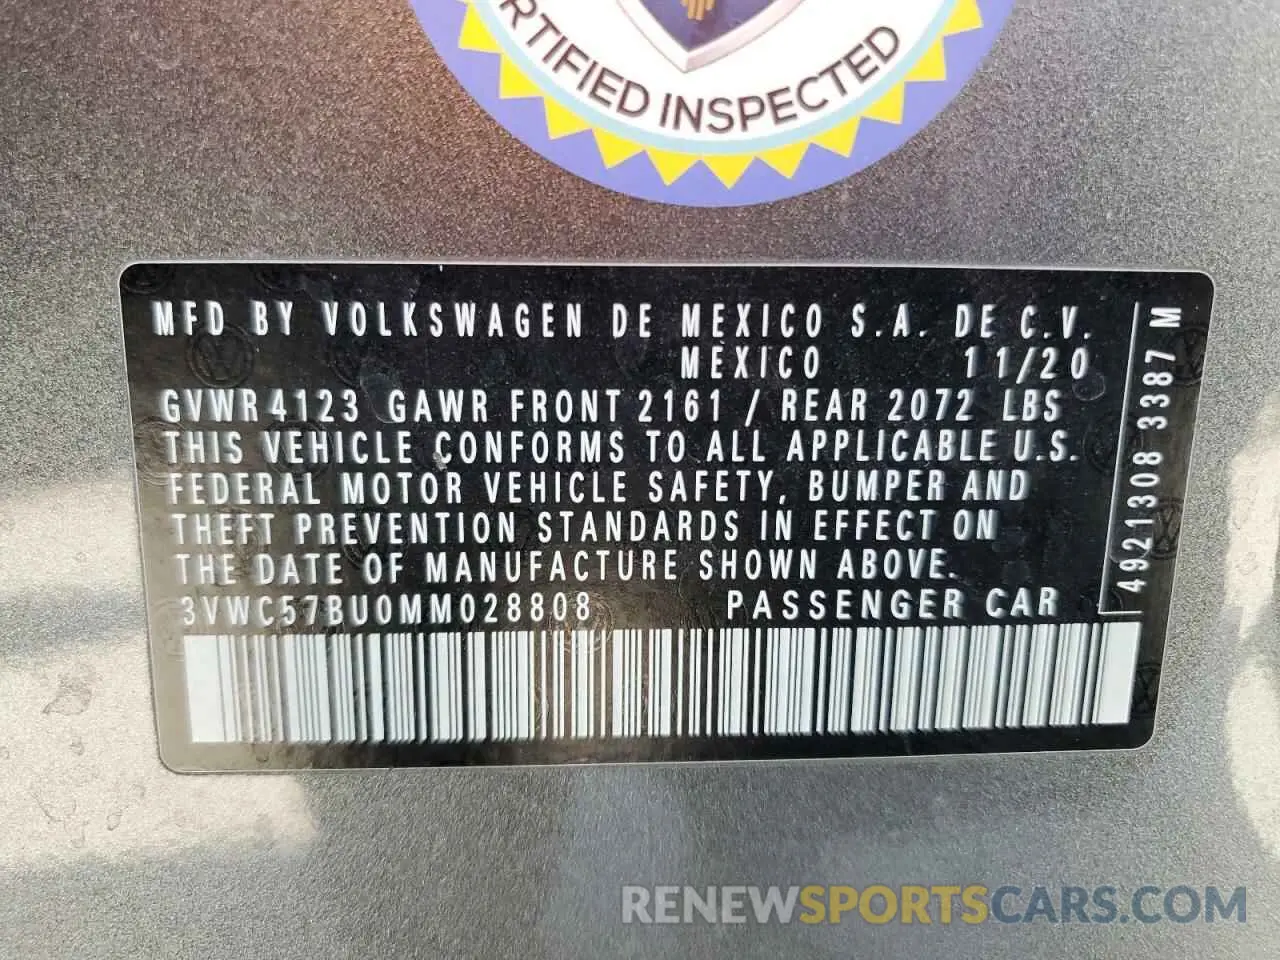 RTIFIED INSPECTED
MFD BY VOLKSWAGEN DE MEXICO S.A. DE C.V.
MEXICO 11/20
GVWR 4123 GAWR FRONT 2161 / REAR 2072 LBS
THIS VEHICLE CONFORMS TO ALL APPLICABLE U.S.
FEDERAL MOTOR VEHICLE SAFETY, BUMPER AND
THEFT PREVENTION STANDARDS IN EFFECT ON
THE DATE OF MANUFACTURE SHOWN ABOVE.
3VWC57BU0MM028808 PASSENGER CAR
4921308 3387 M
RENEWSPORTSCARS.COM